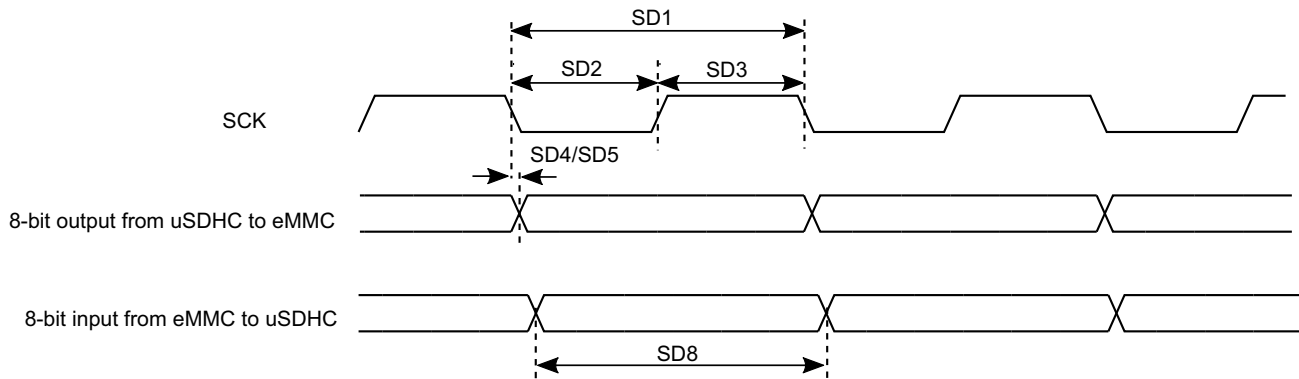 SD1
SD2
SD3
SCK
SD4/SD5
8-bit output from uSDHC to eMMC
8-bit input from eMMC to uSDHC
SD8